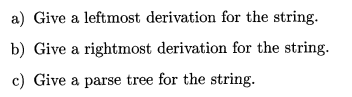 a) Give a leftmost derivation for the string.
b) Give a rightmost derivation for the string.
c) Give a parse tree for the string.